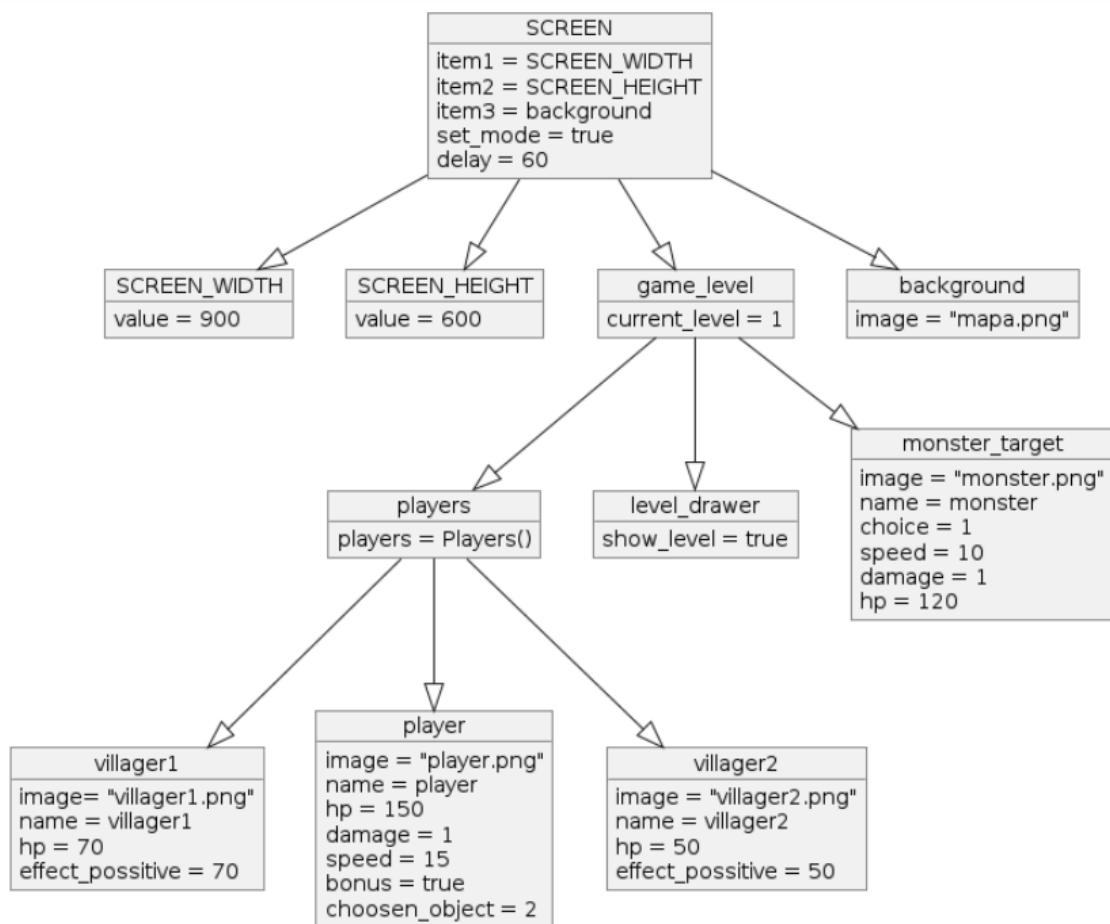 SCREEN
item1 = SCREEN_WIDTH
item2 = SCREEN_HEIGHT
item3 = background
set_mode = true
delay = 60
SCREEN_WIDTH
value = 900
SCREEN_HEIGHT
value = 600
game_level
current_level = 1
background
image = "mapa.png"
players
players = Players()
level_drawer
show_level = true
monster_target
image = "monster.png"
name = monster
choice = 1
speed = 10
damage = 1
hp = 120
villager1
image= "villager1.png"
name = villager1
hp = 70
effect_possitive = 70
player
image = "player.png"
name = player
hp = 150
damage = 1
speed = 15
bonus = true
choosen_object = 2
villager2
image = "villager2.png"
name = villager2
hp = 50
effect_possitive = 50